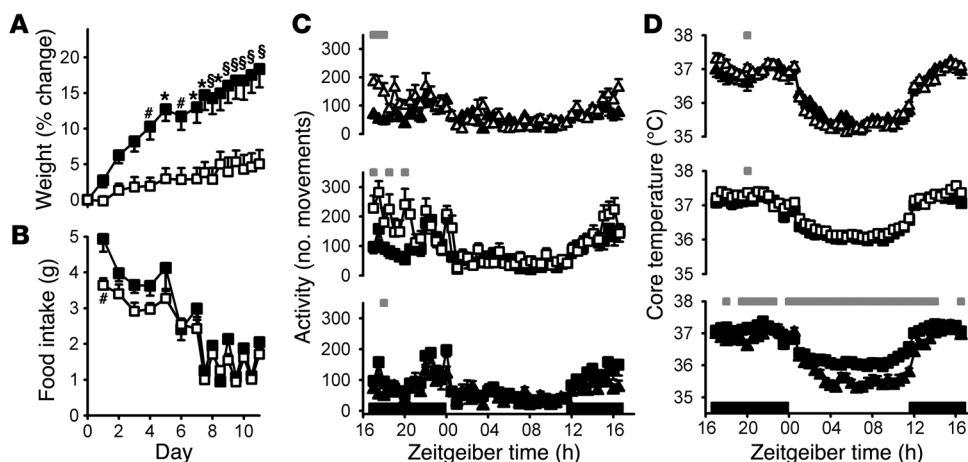 A
Weight (% change)
20
15
10
5
0
# * # * § * § § § § §
B
Food intake (g)
5
4
3
2
1
0
#
0 2 4 6 8 10
Day
C
Activity (no. movements)
300
200
100
0
300
200
100
0
300
200
100
0
16 20 00 04 08 12 16
Zeitgeiber time (h)
D
Core temperature (°C)
38
37
36
35
38
37
36
35
38
37
36
35
16 20 00 04 08 12 16
Zeitgeiber time (h)